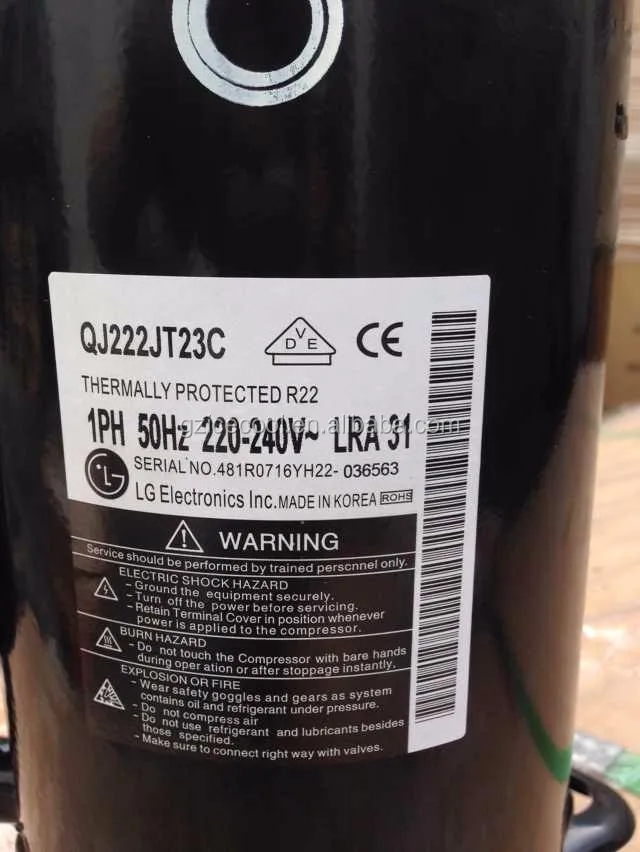 QJ222JT23C
V
D E
CE
THERMALLY PROTECTED R22
1PH 50Hz 220-240V~ LRA 31
SERIAL NO.481R0716YH22- 036563
LG
LG Electronics Inc. MADE IN KOREA ROHS
WARNING
Service should be performed by trained perscnnel only.
ELECTRIC SHOCK HAZARD
- Ground the equipment securely.
- Turn off the power before servicing.
- Retain Terminal Cover in position whenever
power is applied to the compressor.
BURN HAZARD
- Do not touch the Compressor with bare hands
during oper ation or after stoppage instantly.
EXPLOSION OR FIRE
- Wear safety goggles and gears as system
contains oil and refrigerant under pressure.
- Do not compress air
- Do not use refrigerant and lubricants besides
those specified.
- Make sure to connect right way with valves.